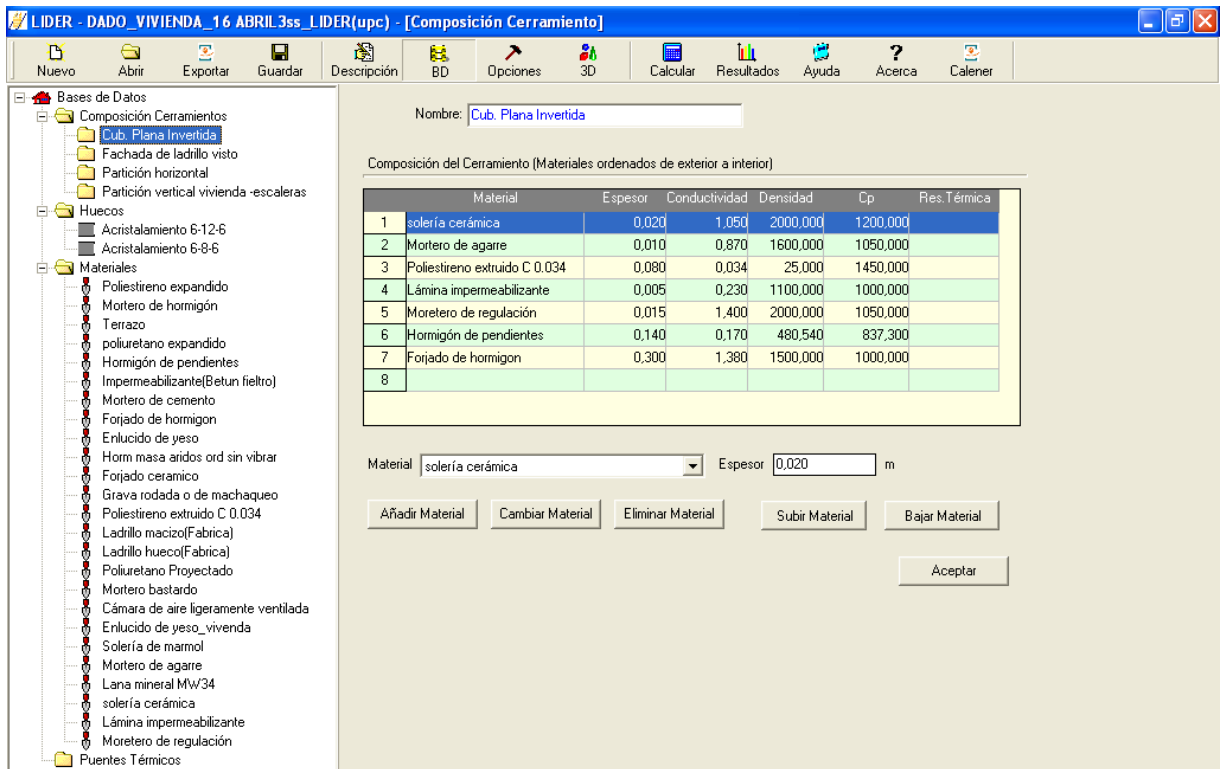 LIDER - DADO_VIVIENDA_16 ABRIL3ss_LIDER(upc) - [Composición Cerramiento]
Nuevo Abrir Exportar Guardar Descripción BD Opciones 3D Calcular Resultados Ayuda Acerca Calener
Bases de Datos
Composición Cerramientos
Cub. Plana Invertida
Fachada de ladrillo visto
Partición horizontal
Partición vertical vivienda -escaleras
Huecos
Acristalamiento 6-12-6
Acristalamiento 6-8-6
Materiales
Poliestireno expandido
Mortero de hormigón
Terrazo
poliuretano expandido
Hormigón de pendientes
Impermeabilizante(Betun fieltro)
Mortero de cemento
Forjado de hormigon
Enlucido de yeso
Horm masa aridos ord sin vibrar
Forjado ceramico
Grava rodada o de machaqueo
Poliestireno extruido C 0.034
Ladrillo macizo(Fabrica)
Ladrillo hueco(Fabrica)
Poliuretano Proyectado
Mortero bastardo
Cámara de aire ligeramente ventilada
Enlucido de yeso_vivenda
Solería de marmol
Mortero de agarre
Lana mineral MW34
solería cerámica
Lámina impermeabilizante
Moretero de regulación
Puentes Térmicos
Nombre: Cub. Plana Invertida
Composición del Cerramiento (Materiales ordenados de exterior a interior)
Material Espesor Conductividad Densidad Cp Res.Térmica
1 solería cerámica 0,020 1,050 2000,000 1200,000
2 Mortero de agarre 0,010 0,870 1600,000 1050,000
3 Poliestireno extruido C 0.034 0,080 0,034 25,000 1450,000
4 Lámina impermeabilizante 0,005 0,230 1100,000 1000,000
5 Moretero de regulación 0,015 1,400 2000,000 1050,000
6 Hormigón de pendientes 0,140 0,170 480,540 837,300
7 Forjado de hormigon 0,300 1,380 1500,000 1000,000
8
Material solería cerámica Espesor 0,020 m
Añadir Material Cambiar Material Eliminar Material Subir Material Bajar Material
Aceptar